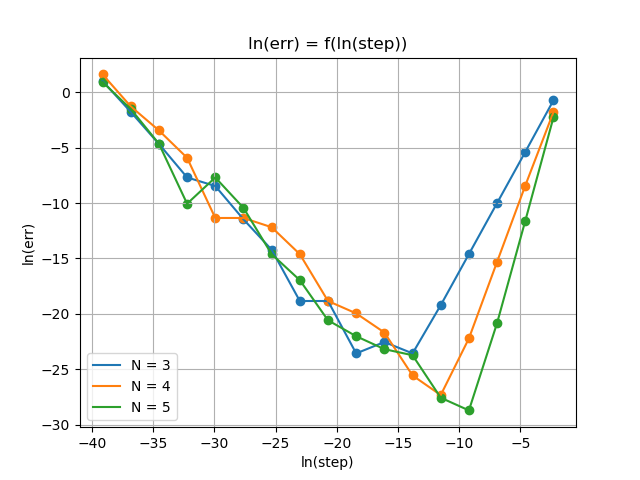 ln(err) = f(ln(step))
0
−5
−10
−15
−20
−25
−30
ln(err)
N = 3
N = 4
N = 5
−40
−35
−30
−25
−20
−15
−10
−5
ln(step)